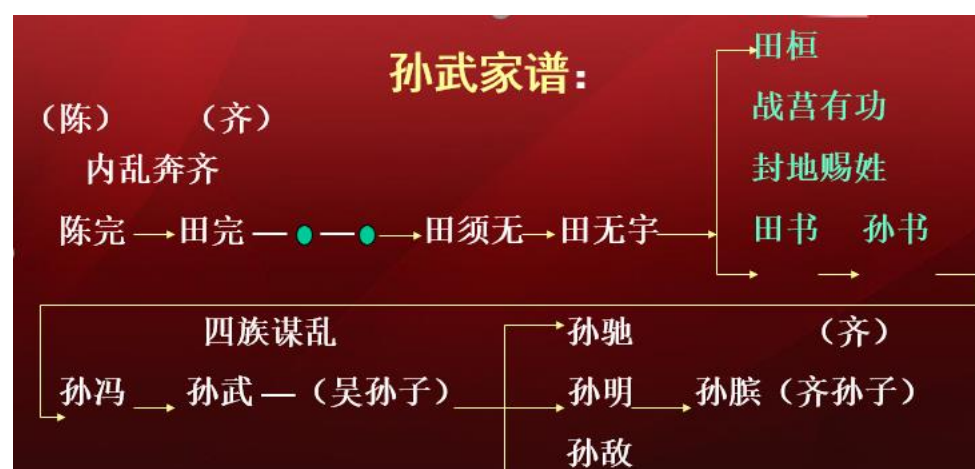 孙武家谱：
田桓
（陈） （齐）
战莒有功
内乱奔齐
封地赐姓
陈完 田完 — — 田须无 田无宇
田书 孙书
四族谋乱
孙驰 （齐）
孙冯 孙武 —（吴孙子） 孙明 孙膑（齐孙子）
孙敌